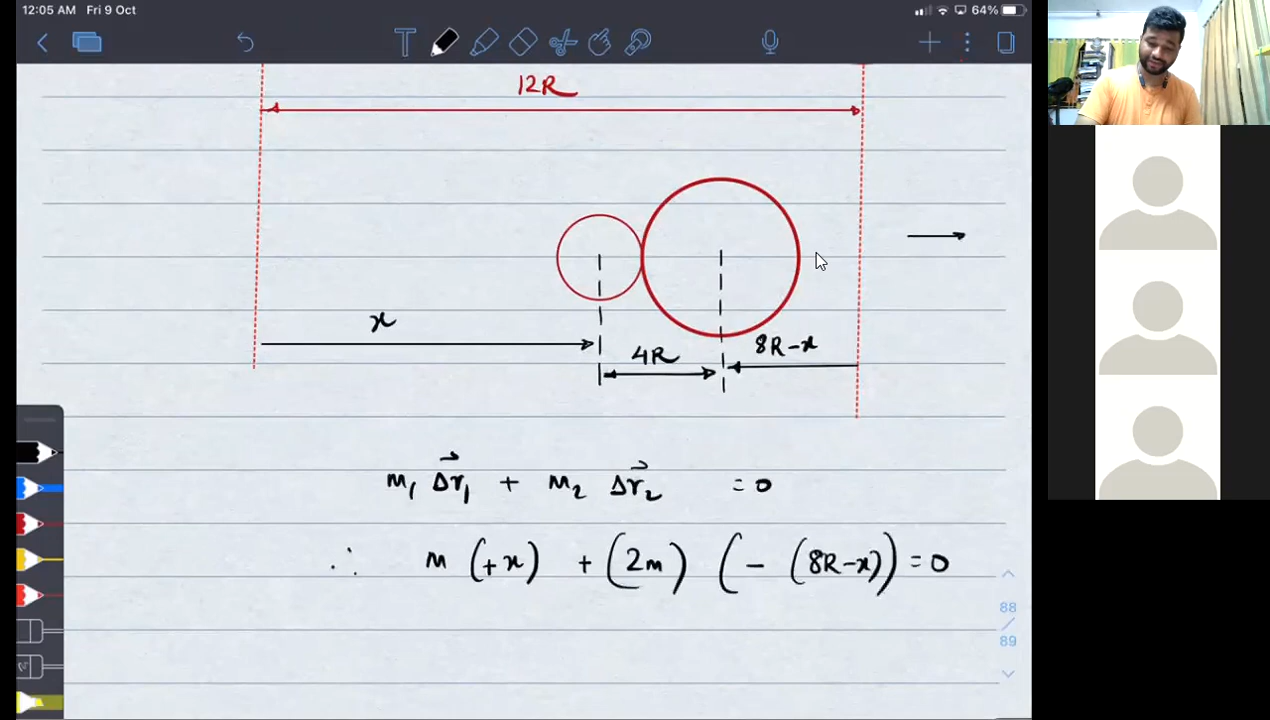 12:05 AM Fri 9 Oct 64%
T
12R
x
4R
8R-x
m₁ Δr⃗₁ + m₂ Δr⃗₂ = 0
∴ m (+x) + (2m) (- (8R-x)) = 0
88
/
89